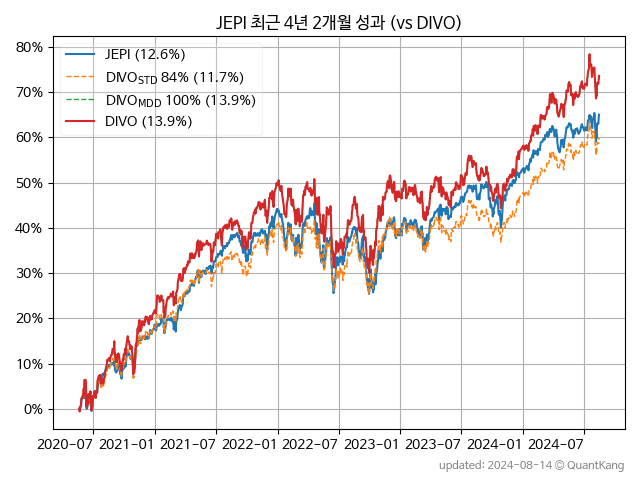 JEPI 최근 4년 2개월 성과 (vs DIVO)
80%
70%
60%
50%
40%
30%
20%
10%
0%
JEPI (12.6%)
DIVOSTD 84% (11.7%)
DIVOMDD 100% (13.9%)
DIVO (13.9%)
2020-07 2021-01 2021-07 2022-01 2022-07 2023-01 2023-07 2024-01 2024-07
updated: 2024-08-14 © QuantKang